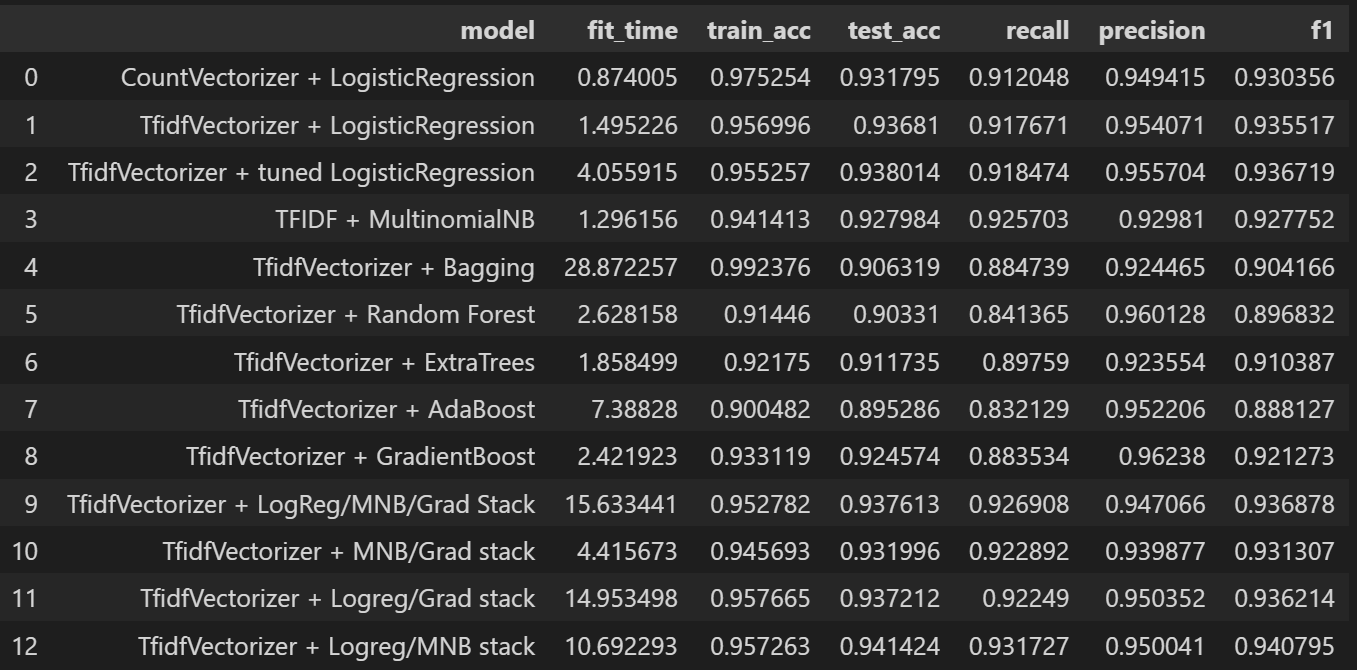 model fit_time train_acc test_acc recall precision f1
0 CountVectorizer + LogisticRegression 0.874005 0.975254 0.931795 0.912048 0.949415 0.930356
1 TfidfVectorizer + LogisticRegression 1.495226 0.956996 0.93681 0.917671 0.954071 0.935517
2 TfidfVectorizer + tuned LogisticRegression 4.055915 0.955257 0.938014 0.918474 0.955704 0.936719
3 TFIDF + MultinomialNB 1.296156 0.941413 0.927984 0.925703 0.92981 0.927752
4 TfidfVectorizer + Bagging 28.872257 0.992376 0.906319 0.884739 0.924465 0.904166
5 TfidfVectorizer + Random Forest 2.628158 0.91446 0.90331 0.841365 0.960128 0.896832
6 TfidfVectorizer + ExtraTrees 1.858499 0.92175 0.911735 0.89759 0.923554 0.910387
7 TfidfVectorizer + AdaBoost 7.38828 0.900482 0.895286 0.832129 0.952206 0.888127
8 TfidfVectorizer + GradientBoost 2.421923 0.933119 0.924574 0.883534 0.96238 0.921273
9 TfidfVectorizer + LogReg/MNB/Grad Stack 15.633441 0.952782 0.937613 0.926908 0.947066 0.936878
10 TfidfVectorizer + MNB/Grad stack 4.415673 0.945693 0.931996 0.922892 0.939877 0.931307
11 TfidfVectorizer + Logreg/Grad stack 14.953498 0.957665 0.937212 0.92249 0.950352 0.936214
12 TfidfVectorizer + Logreg/MNB stack 10.692293 0.957263 0.941424 0.931727 0.950041 0.940795